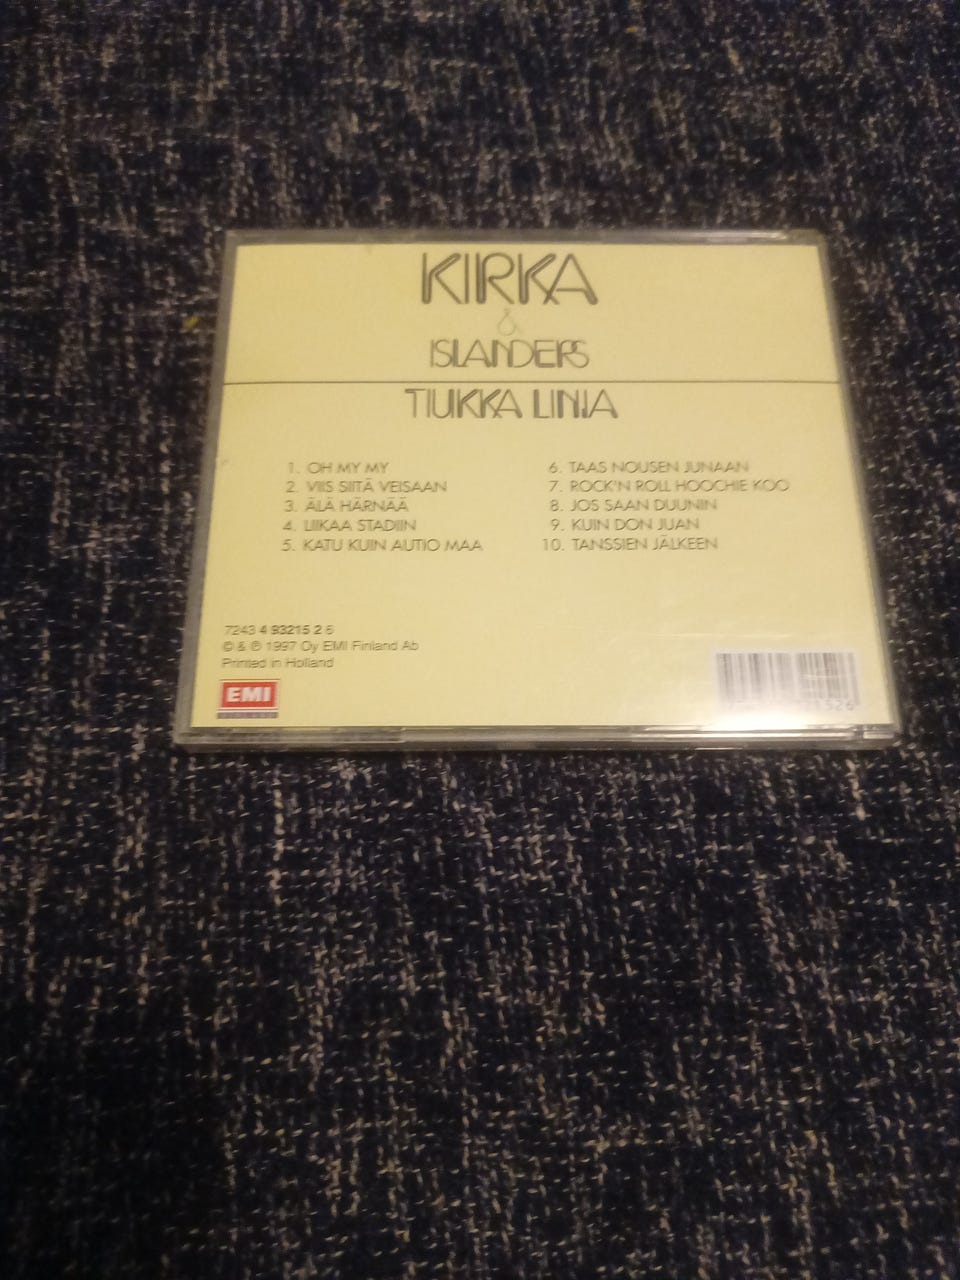 KIRKA
&
ISLANDERS
TIUKKA LINJA
1. OH MY MY
2. VIIS SIITÄ VEISAAN
3. ÄLÄ HÄRNÄÄ
4. LIIKAA STADIIN
5. KATU KUIN AUTIO MAA
6. TAAS NOUSEN JUNAAN
7. ROCK'N ROLL HOOCHIE KOO
8. JOS SAAN DUUNIN
9. KUIN DON JUAN
10. TANSSIEN JÄLKEEN
7243 4 93215 2 6
© & ℗ 1997 Oy EMI Finland Ab
Printed in Holland
EMI
FINLAND